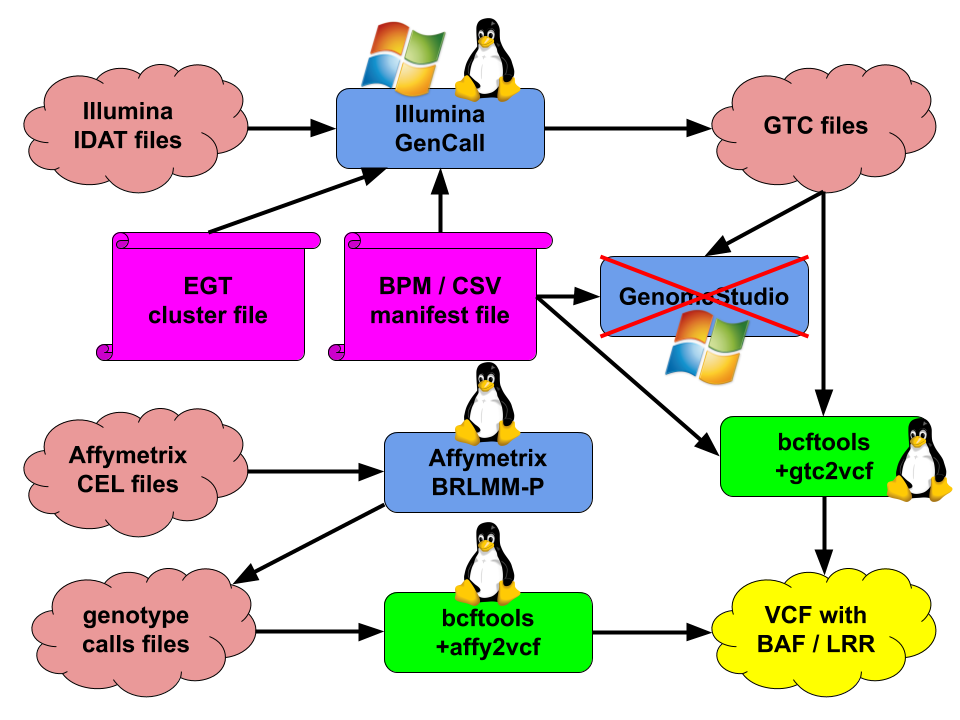 Illumina
IDAT files
Illumina
GenCall
GTC files
EGT
cluster file
BPM / CSV
manifest file
GenomeStudio
Affymetrix
CEL files
Affymetrix
BRLMM-P
bcftools
+gtc2vcf
genotype
calls files
bcftools
+affy2vcf
VCF with
BAF / LRR